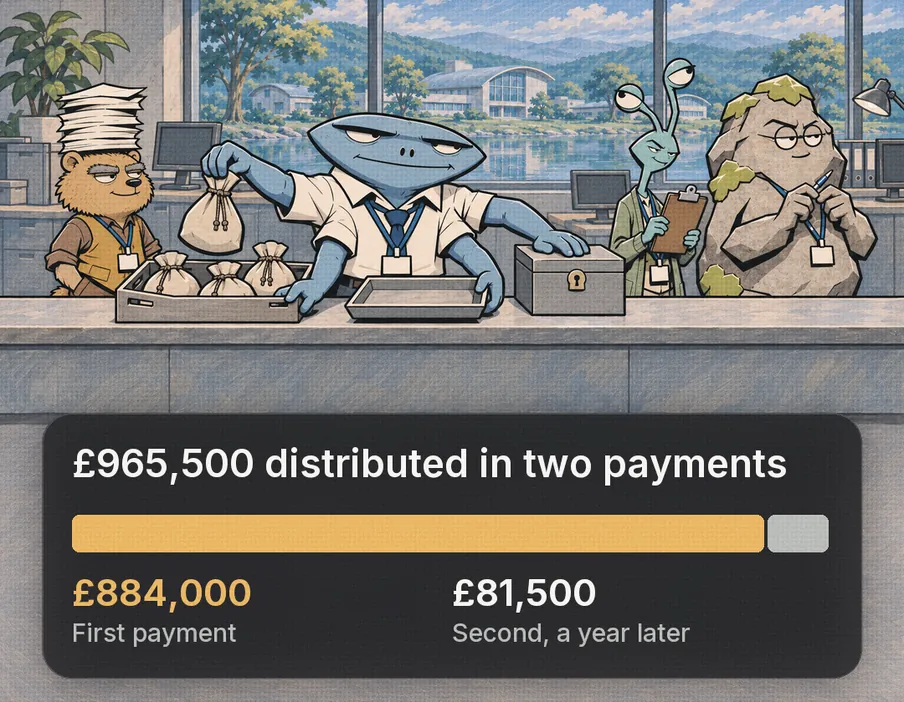 £965,500 distributed in two payments
£884,000
First payment
£81,500
Second, a year later